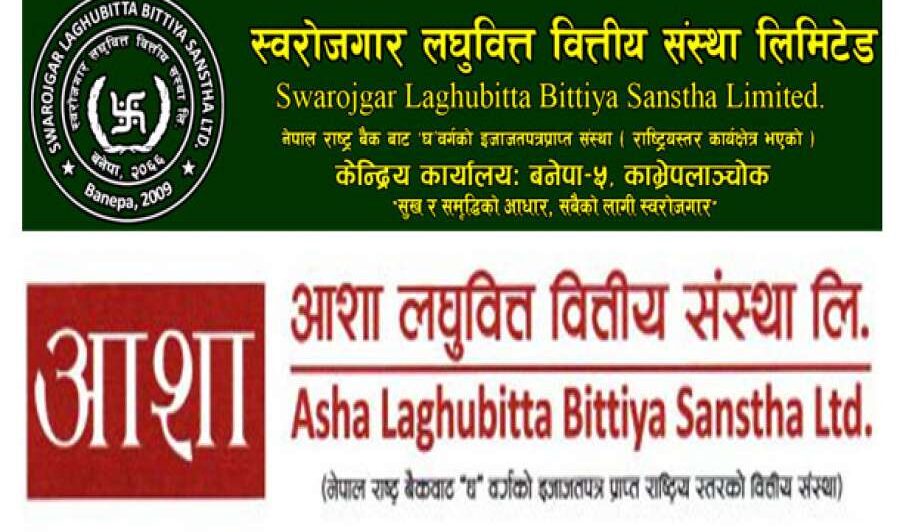 SWAROJGAR LAGHUBITTA BITTIYA SANSTHA LTD.
स्वरोजगार लघुवित्त वित्तीय संस्था लि.
बनेपा, २०६६
Banepa, 2009
स्वरोजगार लघुवित्त वित्तीय संस्था लिमिटेड
Swarojgar Laghubitta Bittiya Sanstha Limited.
नेपाल राष्ट्र बैक बाट 'घ' वर्गको इजाजतपत्रप्राप्त संस्था ( राष्ट्रियस्तर कार्यक्षेत्र भएको )
केन्द्रिय कार्यालय: बनेपा-५, काभ्रेपलाञ्चोक
"सुख र समृद्धिको आधार, सबैको लागी स्वरोजगार"
आशा
आशा लघुवित्त वित्तीय संस्था लि.
Asha Laghubitta Bittiya Sanstha Ltd.
(नेपाल राष्ट्र बैंकवाट "घ" वर्गको इजाजतपत्र प्राप्त राष्ट्रिय स्तरको वित्तीय संस्था)